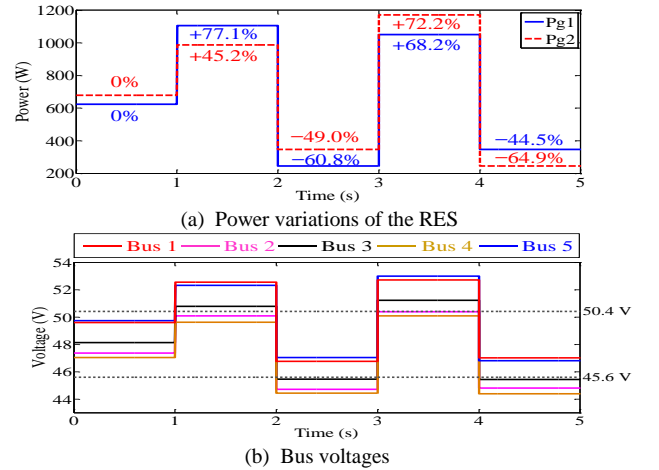 1200
1000
800
600
400
200
Power (W)
0%
0%
+77.1%
+45.2%
−49.0%
−60.8%
+72.2%
+68.2%
−44.5%
−64.9%
Pg1
Pg2
0 1 2 3 4 5
Time (s)
(a) Power variations of the RES
Bus 1 Bus 2 Bus 3 Bus 4 Bus 5
54
52
50
48
46
44
Voltage (V)
50.4 V
45.6 V
0 1 2 3 4 5
Time (s)
(b) Bus voltages